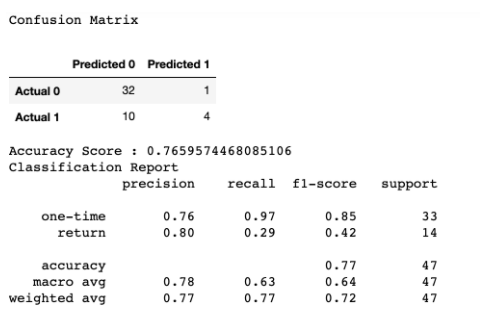 Confusion Matrix
Predicted 0 Predicted 1
Actual 0 32 1
Actual 1 10 4
Accuracy Score : 0.7659574468085106
Classification Report
precision recall f1-score support
one-time 0.76 0.97 0.85 33
return 0.80 0.29 0.42 14
accuracy 0.77 47
macro avg 0.78 0.63 0.64 47
weighted avg 0.77 0.77 0.72 47